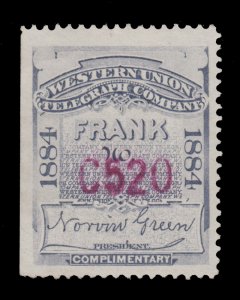 WESTERN UNION
TELEGRAPH COMPANY
FRANK
No
C520
1884
1884
Norvin Green
PRESIDENT.
COMPLIMENTARY